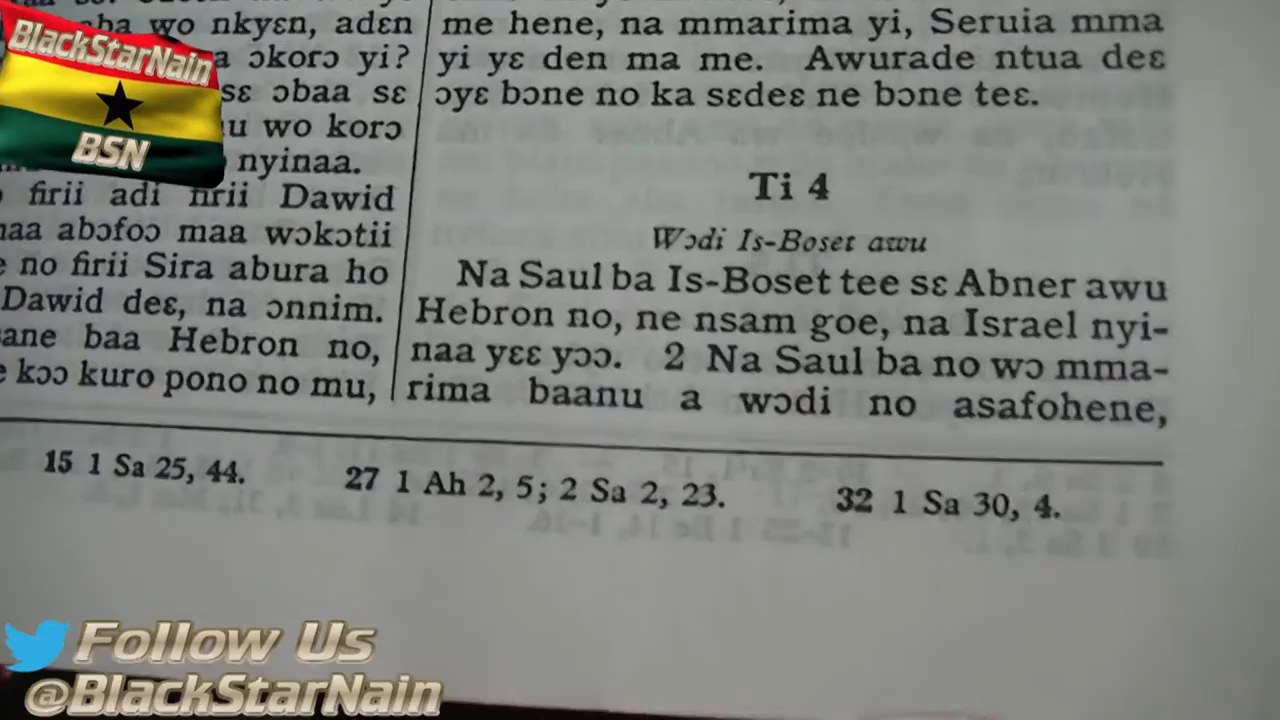 BlackStarNain
BSN
wo nkyɛn, adɛn
ɔkorɔ yi?
sɛ ɔbaa sɛ
wo korɔ
nyinaa.
firii adi firii Dawid
abɔfoɔ maa wɔkɔtii
no firii Sira abura ho
Dawid deɛ, na ɔnnim.
baa Hebron no,
kɔɔ kuro pono no mu,
me hene, na mmarima yi, Seruia mma
yi yɛ den ma me. Awurade ntua deɛ
ɔyɛ bɔne no ka sɛdeɛ ne bɔne teɛ.
Ti 4
Wɔdi Is-Boset awu
Na Saul ba Is-Boset tee sɛ Abner awu
Hebron no, ne nsam goe, na Israel nyi-
naa yɛɛ yɔɔ. 2 Na Saul ba no wɔ mma-
rima baanu a wɔdi no asafohene,
15 1 Sa 25, 44. 27 1 Ah 2, 5; 2 Sa 2, 23. 32 1 Sa 30, 4.
Follow Us
@BlackStarNain